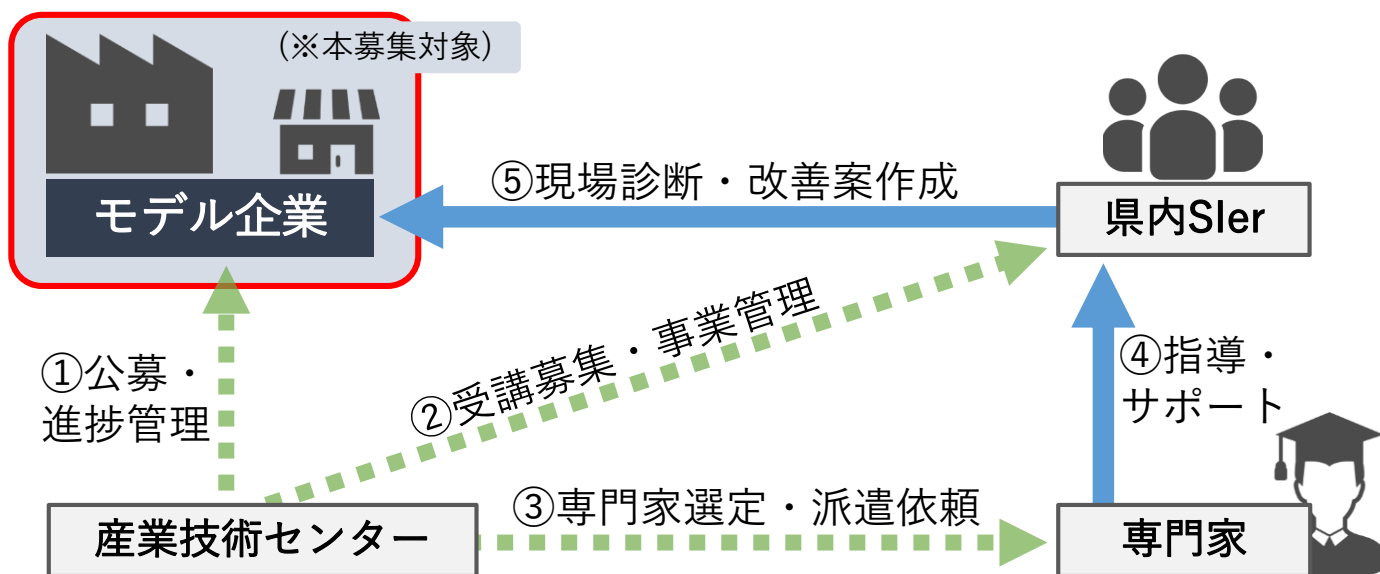 (※本募集対象)
モデル企業
⑤現場診断・改善案作成
県内SIer
①公募・
進捗管理
②受講募集・事業管理
④指導・
サポート
産業技術センター
③専門家選定・派遣依頼
専門家